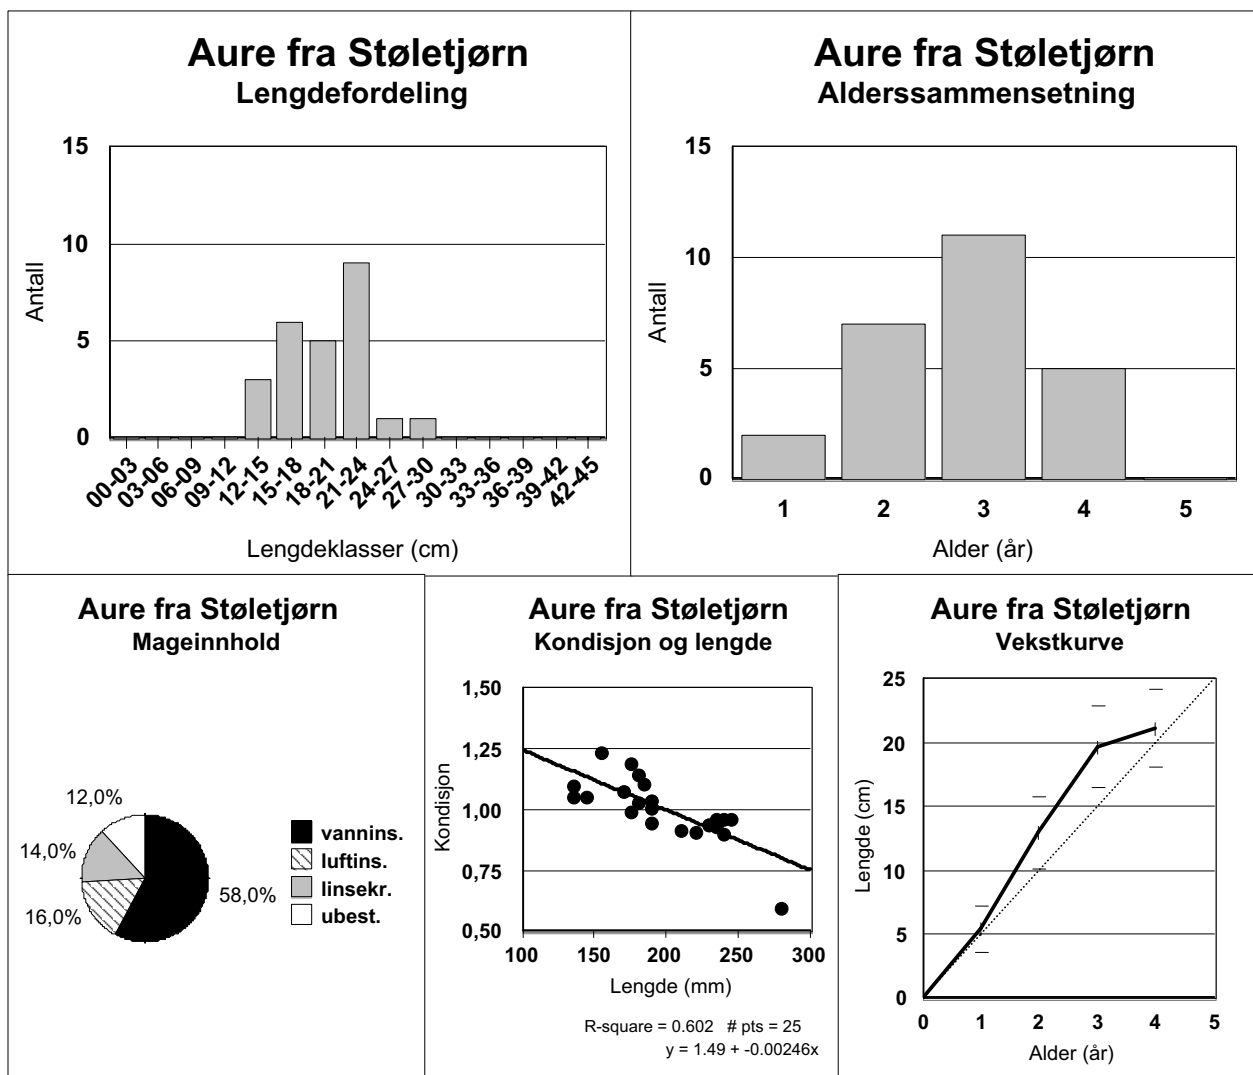 Aure fra Støletjørn
Lengdefordeling
15
10
5
0
Antall
00-03
03-06
06-09
09-12
12-15
15-18
18-21
21-24
24-27
27-30
30-33
33-36
36-39
39-42
42-45
Lengdeklasser (cm)
Aure fra Støletjørn
Alderssammensetning
15
10
5
0
Antall
1 2 3 4 5
Alder (år)
Aure fra Støletjørn
Mageinnhold
12,0%
14,0%
16,0%
58,0%
vannins.
luftins.
linsekr.
ubest.
Aure fra Støletjørn
Kondisjon og lengde
1,50
1,25
1,00
0,75
0,50
Kondisjon
100 150 200 250 300
Lengde (mm)
R-square = 0.602 # pts = 25
y = 1.49 + -0.00246x
Aure fra Støletjørn
Vekstkurve
25
20
15
10
5
0
Lengde (cm)
0 1 2 3 4 5
Alder (år)